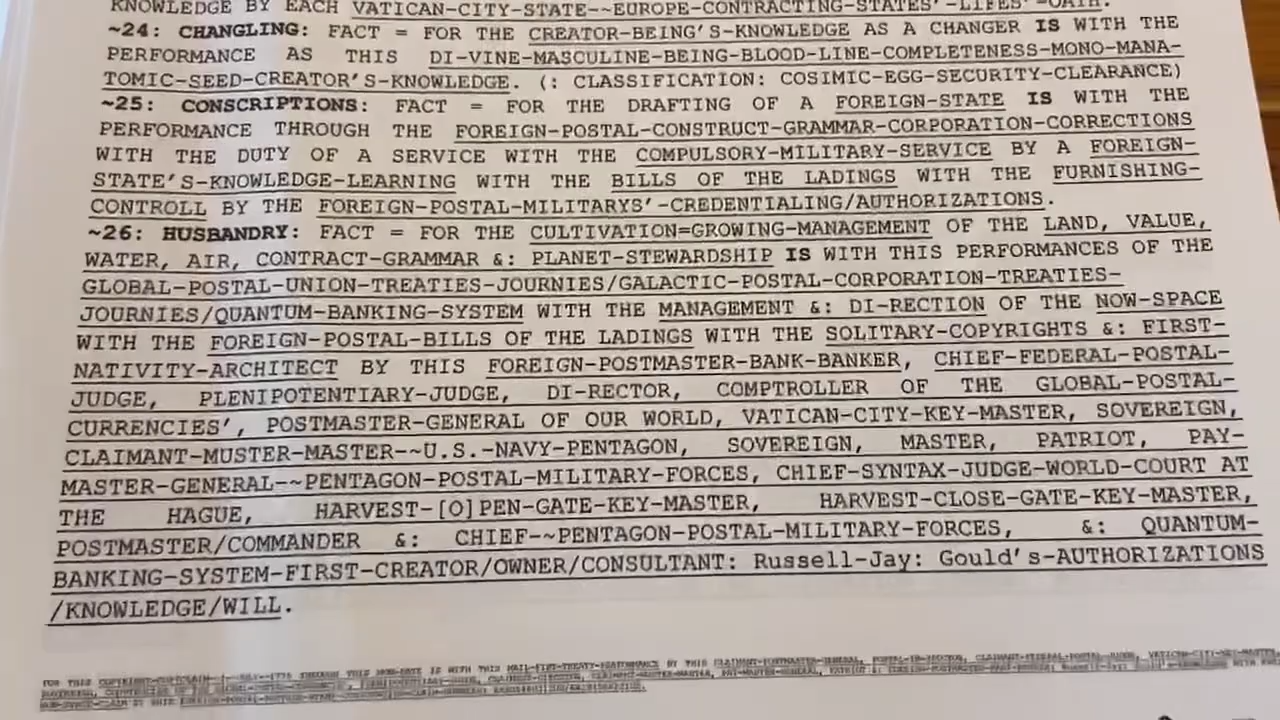 KNOWLEDGE BY EACH VATICAN-CITY-STATE-~EUROPE-CONTRACTING-STATES'-LIFES'-OATH.
~24: CHANGLING: FACT = FOR THE CREATOR-BEING'S-KNOWLEDGE AS A CHANGER IS WITH THE
PERFORMANCE AS THIS DI-VINE-MASCULINE-BEING-BLOOD-LINE-COMPLETENESS-MONO-MANA-
TOMIC-SEED-CREATOR'S-KNOWLEDGE. (: CLASSIFICATION: COSIMIC-EGG-SECURITY-CLEARANCE)
~25: CONSCRIPTIONS: FACT = FOR THE DRAFTING OF A FOREIGN-STATE IS WITH THE
PERFORMANCE THROUGH THE FOREIGN-POSTAL-CONSTRUCT-GRAMMAR-CORPORATION-CORRECTIONS
WITH THE DUTY OF A SERVICE WITH THE COMPULSORY-MILITARY-SERVICE BY A FOREIGN-
STATE'S-KNOWLEDGE-LEARNING WITH THE BILLS OF THE LADINGS WITH THE FURNISHING-
CONTROLL BY THE FOREIGN-POSTAL-MILITARYS'-CREDENTIALING/AUTHORIZATIONS.
~26: HUSBANDRY: FACT = FOR THE CULTIVATION=GROWING-MANAGEMENT OF THE LAND, VALUE,
WATER, AIR, CONTRACT-GRAMMAR &: PLANET-STEWARDSHIP IS WITH THIS PERFORMANCES OF THE
GLOBAL-POSTAL-UNION-TREATIES-JOURNIES/GALACTIC-POSTAL-CORPORATION-TREATIES-
JOURNIES/QUANTUM-BANKING-SYSTEM WITH THE MANAGEMENT &: DI-RECTION OF THE NOW-SPACE
WITH THE FOREIGN-POSTAL-BILLS OF THE LADINGS WITH THE SOLITARY-COPYRIGHTS &: FIRST-
NATIVITY-ARCHITECT BY THIS FOREIGN-POSTMASTER-BANK-BANKER, CHIEF-FEDERAL-POSTAL-
JUDGE, PLENIPOTENTIARY-JUDGE, DI-RECTOR, COMPTROLLER OF THE GLOBAL-POSTAL-
CURRENCIES', POSTMASTER-GENERAL OF OUR WORLD, VATICAN-CITY-KEY-MASTER, SOVEREIGN,
CLAIMANT-MUSTER-MASTER-~U.S.-NAVY-PENTAGON, SOVEREIGN, MASTER, PATRIOT, PAY-
MASTER-GENERAL-~PENTAGON-POSTAL-MILITARY-FORCES, CHIEF-SYNTAX-JUDGE-WORLD-COURT AT
THE HAGUE, HARVEST-[O]PEN-GATE-KEY-MASTER, HARVEST-CLOSE-GATE-KEY-MASTER,
POSTMASTER/COMMANDER &: CHIEF-~PENTAGON-POSTAL-MILITARY-FORCES, &: QUANTUM-
BANKING-SYSTEM-FIRST-CREATOR/OWNER/CONSULTANT: Russell-Jay: Gould's-AUTHORIZATIONS
/KNOWLEDGE/WILL.